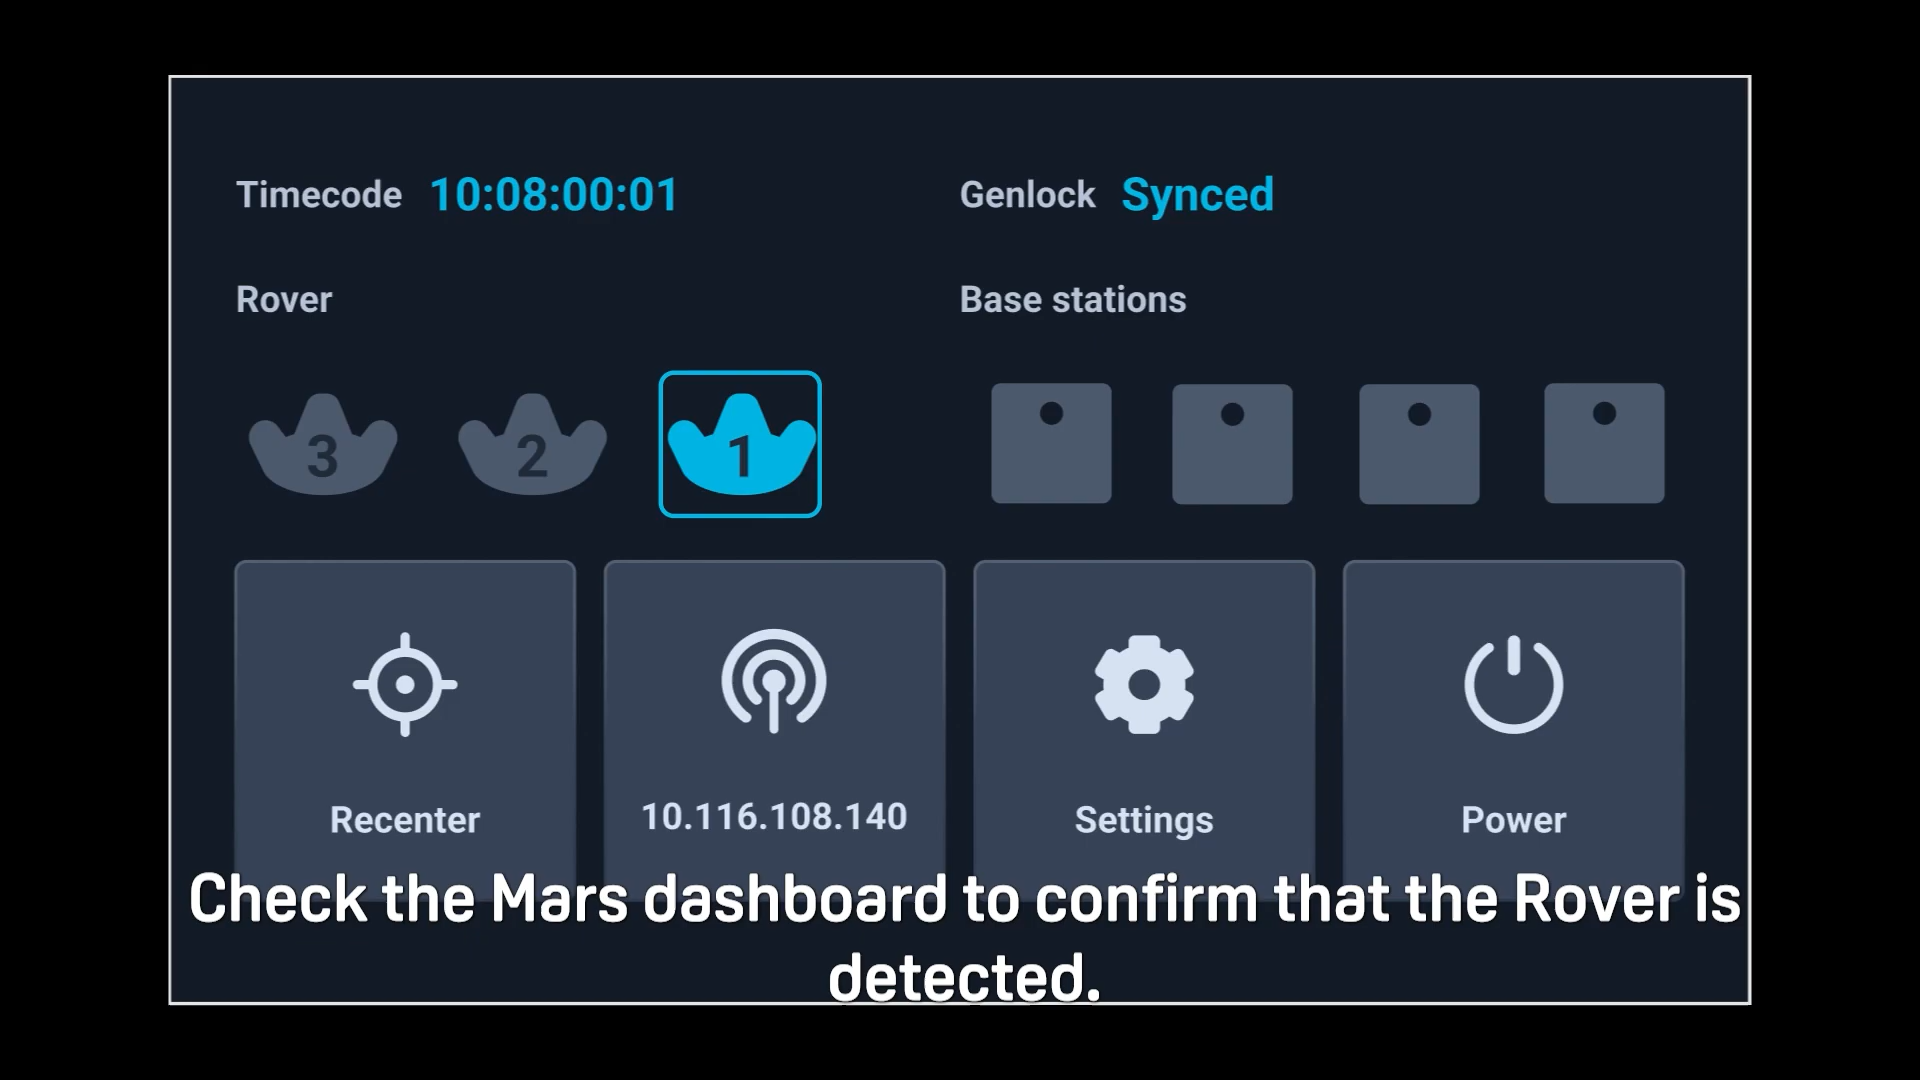 Timecode 10:08:00:01
Genlock Synced
Rover
Base stations
3 2 1
Recenter
10.116.108.140
Settings
Power
Check the Mars dashboard to confirm that the Rover is
detected.